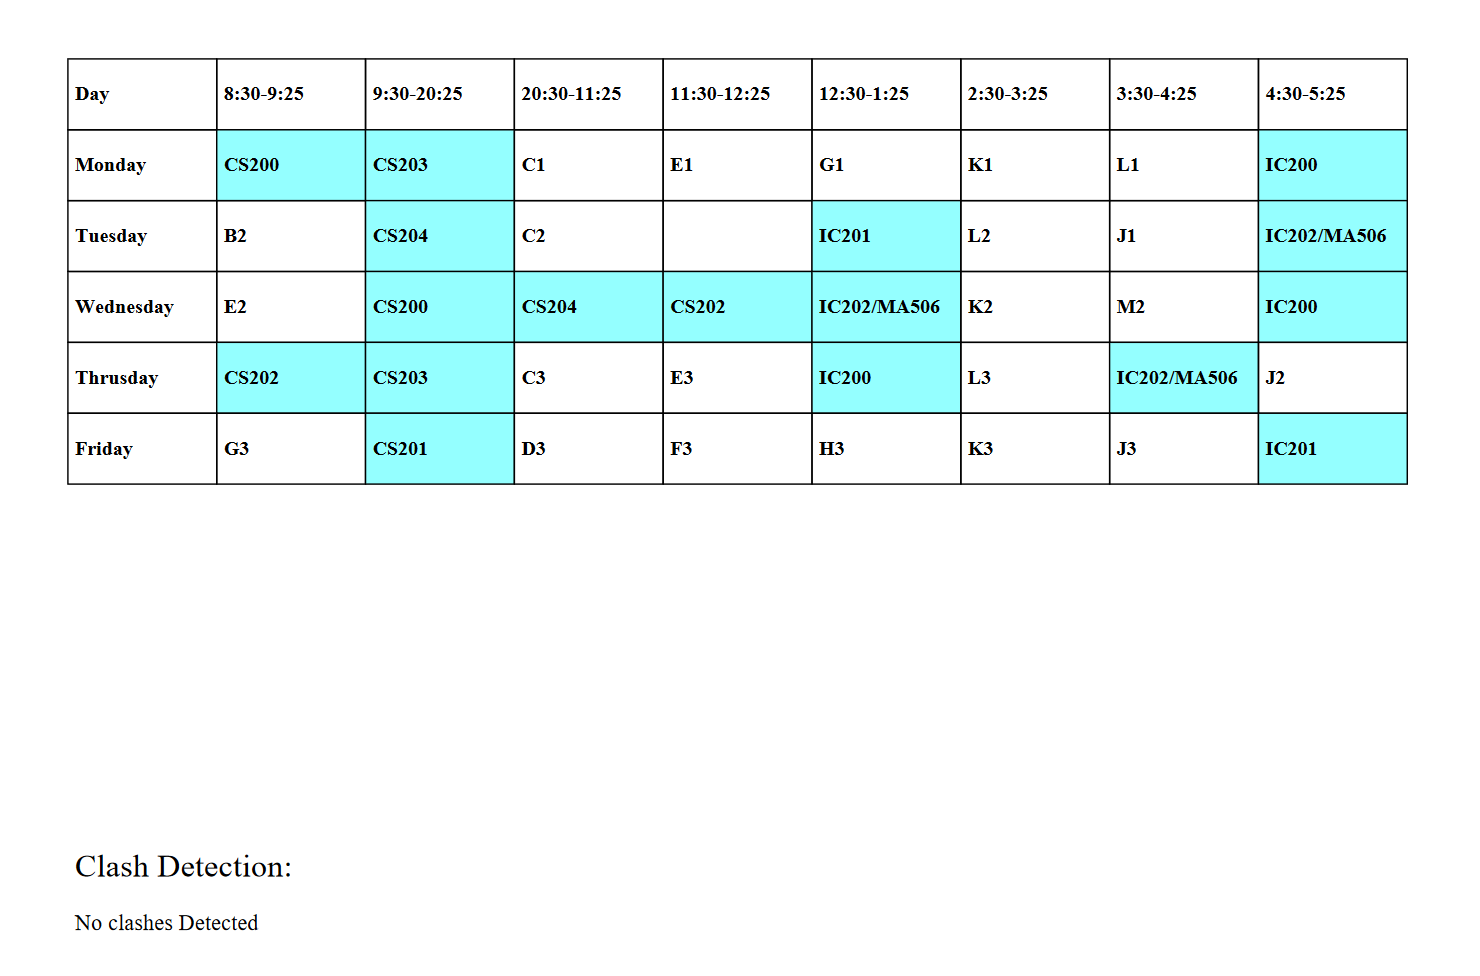 Day 8:30-9:25 9:30-20:25 20:30-11:25 11:30-12:25 12:30-1:25 2:30-3:25 3:30-4:25 4:30-5:25
Monday CS200 CS203 C1 E1 G1 K1 L1 IC200
Tuesday B2 CS204 C2 IC201 L2 J1 IC202/MA506
Wednesday E2 CS200 CS204 CS202 IC202/MA506 K2 M2 IC200
Thrusday CS202 CS203 C3 E3 IC200 L3 IC202/MA506 J2
Friday G3 CS201 D3 F3 H3 K3 J3 IC201
Clash Detection:
No clashes Detected